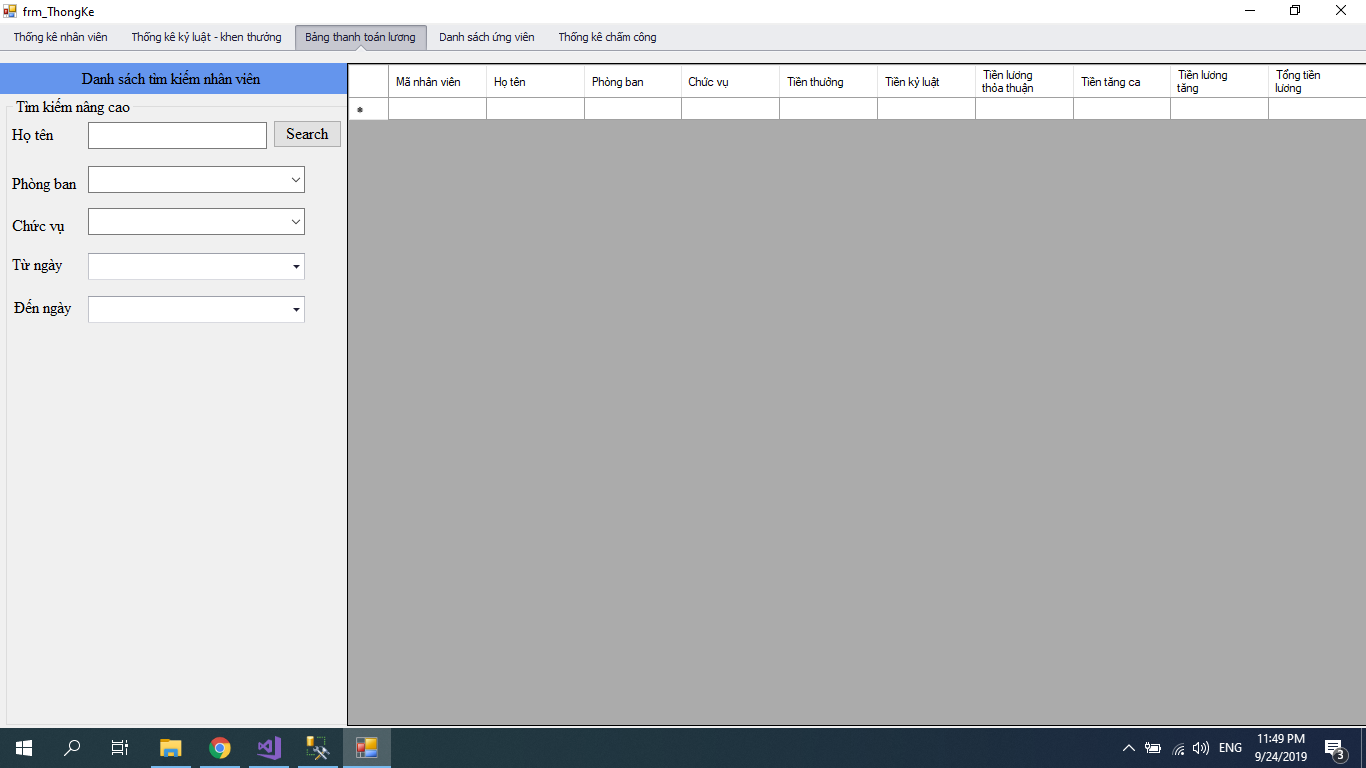 frm_ThongKe
Thống kê nhân viên Thống kê kỷ luật - khen thưởng Bảng thanh toán lương Danh sách ứng viên Thống kê chấm công
Danh sách tìm kiếm nhân viên
Tìm kiếm nâng cao
Họ tên Search
Phòng ban
Chức vụ
Từ ngày
Đến ngày
Mã nhân viên Họ tên Phòng ban Chức vụ Tiền thưởng Tiền kỷ luật Tiền lương thỏa thuận Tiền tăng ca Tiền lương tăng Tổng tiền lương
*
ENG
11:49 PM
9/24/2019
3